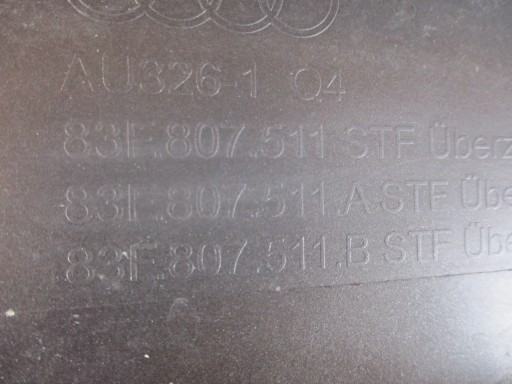 AU326-1 Q4
83F.807.511 STF Überz
83F.807.511.A STF Übe
83F.807.511.B STF Übe